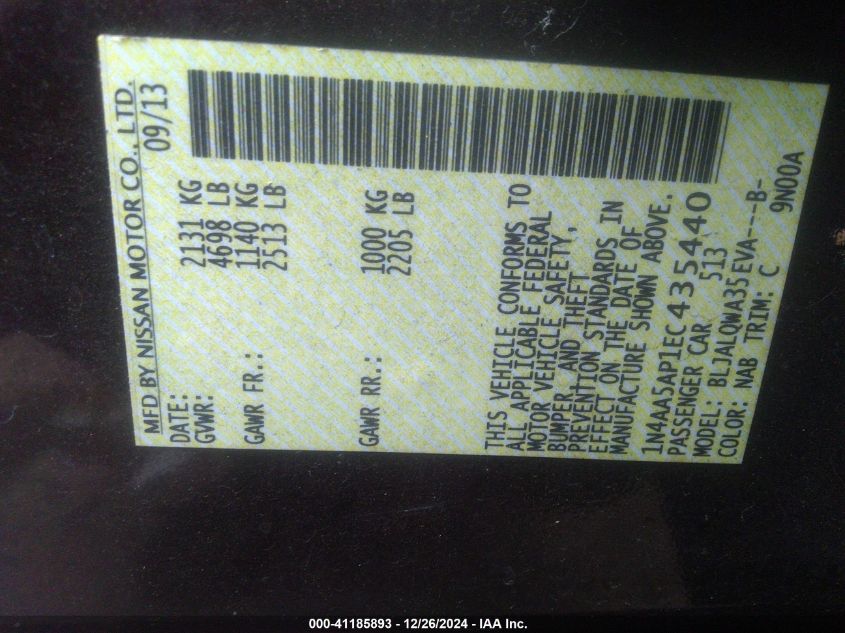 MFD BY NISSAN MOTOR CO., LTD.
DATE: 09/13
GVWR: 2131 KG
4698 LB
GAWR FR.: 1140 KG
2513 LB
GAWR RR.: 1000 KG
2205 LB
THIS VEHICLE CONFORMS TO
ALL APPLICABLE FEDERAL
MOTOR VEHICLE SAFETY,
BUMPER, AND THEFT
PREVENTION STANDARDS IN
EFFECT ON THE DATE OF
MANUFACTURE SHOWN ABOVE.
1N4AA5AP1EC435440
PASSENGER CAR 513
MODEL: BLJALQWA35EVA----B-
COLOR: NAB TRIM: C 9N00A
000-41185893 - 12/26/2024 - IAA Inc.